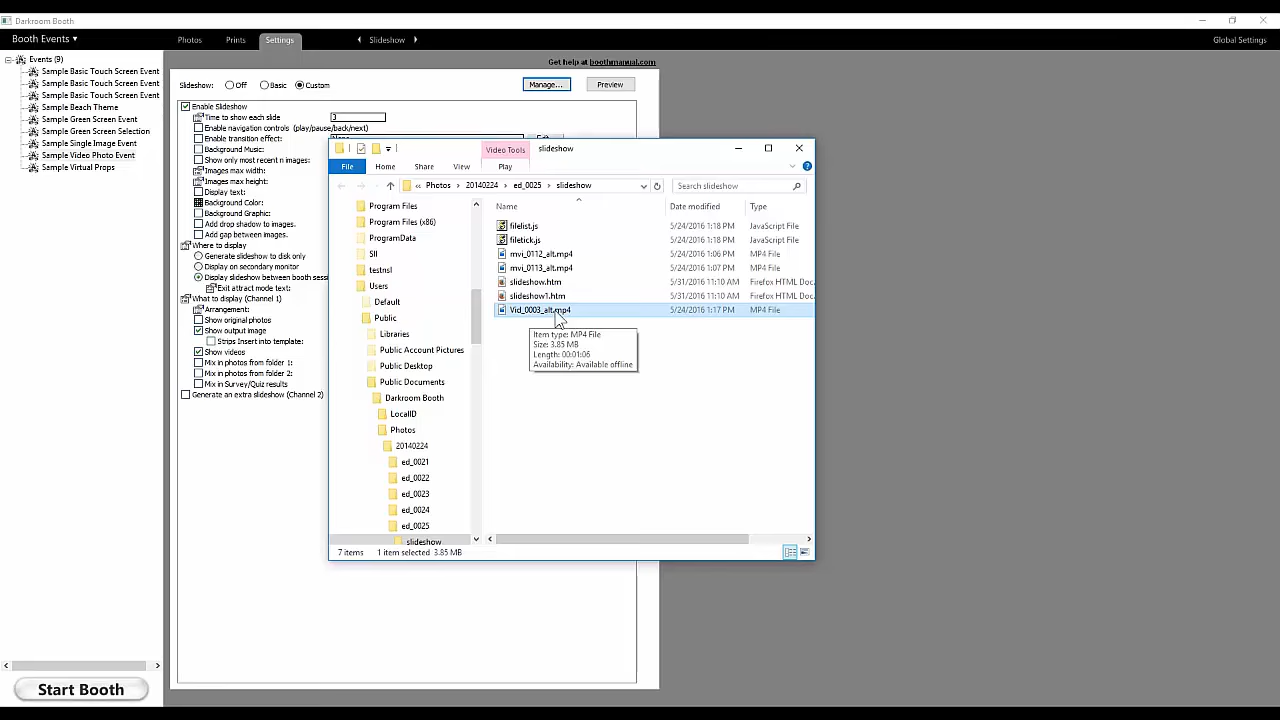 Darkroom Booth
Booth Events ▾
Photos
Prints
Settings
Slideshow
Global Settings
Events (9)
Sample Basic Touch Screen Event
Sample Basic Touch Screen Event
Sample Basic Touch Screen Event
Sample Beach Theme
Sample Green Screen Event
Sample Green Screen Selection
Sample Single Image Event
Sample Video Photo Event
Sample Virtual Props
Start Booth
Get help at boothmanual.com
Slideshow: Off Basic Custom
Manage...
Preview
Enable Slideshow
Time to show each slide 3
Enable navigation controls (play/pause/back/next)
Enable transition effect:
Background Music:
Show only most recent n images:
Images max width:
Images max height:
Display text:
Background Color:
Background Graphic:
Add drop shadow to images.
Add gap between images.
Where to display
Generate slideshow to disk only
Display on secondary monitor
Display slideshow between booth sess
Exit attract mode text:
What to display (Channel 1)
Arrangement:
Show original photos
Show output image
Strips Insert into template:
Show videos
Mix in photos from folder 1:
Mix in photos from folder 2:
Mix in Survey/Quiz results
Generate an extra slideshow (Channel 2)
Video Tools
slideshow
File
Home
Share
View
Play
« Photos > 20140224 > ed_0025 > slideshow
Search slideshow
Program Files
Program Files (x86)
ProgramData
testnsl
Users
Default
Public
Libraries
Public Account Pictures
Public Desktop
Public Documents
Darkroom Booth
LocalID
Photos
20140224
ed_0021
ed_0022
ed_0023
ed_0024
ed_0025
slideshow
Name Date modified Type
filelist.js 5/24/2016 1:18 PM JavaScript File
filetick.js 5/24/2016 1:18 PM JavaScript File
mvi_0112_alt.mp4 5/24/2016 1:06 PM MP4 File
mvi_0113_alt.mp4 5/24/2016 1:07 PM MP4 File
slideshow.htm 5/31/2016 11:10 AM Firefox HTML Doc
slideshow1.htm 5/31/2016 11:10 AM Firefox HTML Doc
Vid_0003_alt.mp4 5/24/2016 1:17 PM MP4 File
Item type: MP4 File
Size: 3.85 MB
Length: 00:01:06
Availability: Available offline
7 items 1 item selected 3.85 MB